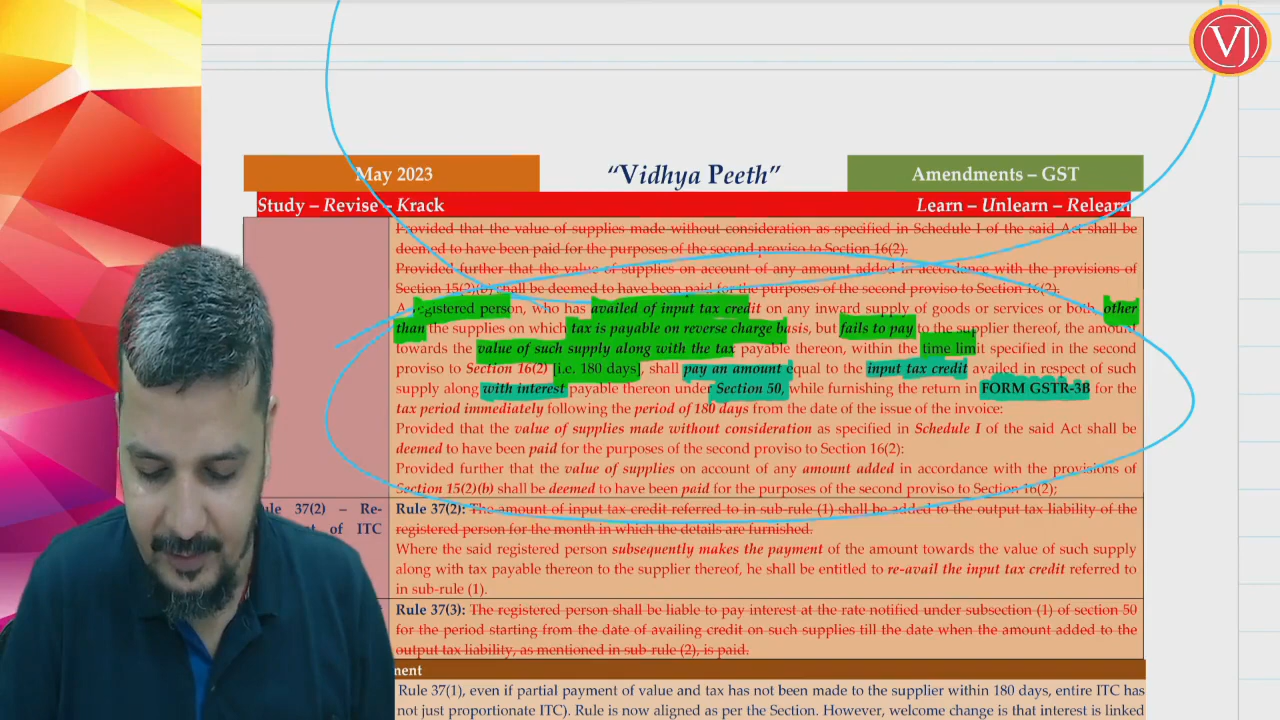 VJ
May 2023
“Vidhya Peeth”
Amendments – GST
Study – Revise – Krack
Learn – Unlearn – Relearn
Provided that the value of supplies made without consideration as specified in Schedule I of the said Act shall be
deemed to have been paid for the purposes of the second proviso to Section 16(2).
Provided further that the value of supplies on account of any amount added in accordance with the provisions of
Section 15(2)(b) shall be deemed to have been paid for the purposes of the second proviso to Section 16(2).
A registered person, who has availed of input tax credit on any inward supply of goods or services or both other
than the supplies on which tax is payable on reverse charge basis, but fails to pay to the supplier thereof, the amount
towards the value of such supply along with the tax payable thereon, within the time limit specified in the second
proviso to Section 16(2) [i.e. 180 days], shall pay an amount equal to the input tax credit availed in respect of such
supply along with interest payable thereon under Section 50, while furnishing the return in FORM GSTR-3B for the
tax period immediately following the period of 180 days from the date of the issue of the invoice:
Provided that the value of supplies made without consideration as specified in Schedule I of the said Act shall be
deemed to have been paid for the purposes of the second proviso to Section 16(2):
Provided further that the value of supplies on account of any amount added in accordance with the provisions of
Section 15(2)(b) shall be deemed to have been paid for the purposes of the second proviso to Section 16(2);
37(2) – Re-
of ITC
Rule 37(2): The amount of input tax credit referred to in sub-rule (1) shall be added to the output tax liability of the
registered person for the month in which the details are furnished.
Where the said registered person subsequently makes the payment of the amount towards the value of such supply
along with tax payable thereon to the supplier thereof, he shall be entitled to re-avail the input tax credit referred to
in sub-rule (1).
Rule 37(3): The registered person shall be liable to pay interest at the rate notified under subsection (1) of section 50
for the period starting from the date of availing credit on such supplies till the date when the amount added to the
output tax liability, as mentioned in sub-rule (2), is paid.
Rule 37(1), even if partial payment of value and tax has not been made to the supplier within 180 days, entire ITC has
not just proportionate ITC). Rule is now aligned as per the Section. However, welcome change is that interest is linked